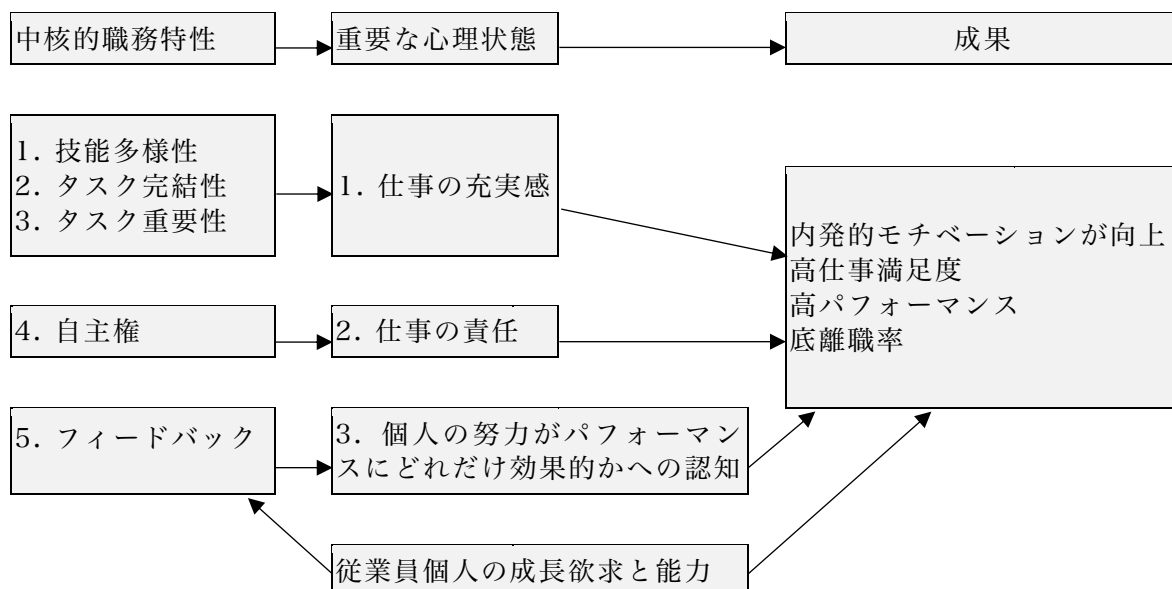 中核的職務特性
重要な心理状態
成果
1. 技能多様性
2. タスク完結性
3. タスク重要性
1. 仕事の充実感
内発的モチベーションが向上
高仕事満足度
高パフォーマンス
底離職率
4. 自主権
2. 仕事の責任
5. フィードバック
3. 個人の努力がパフォーマン
スにどれだけ効果的かへの認知
従業員個人の成長欲求と能力